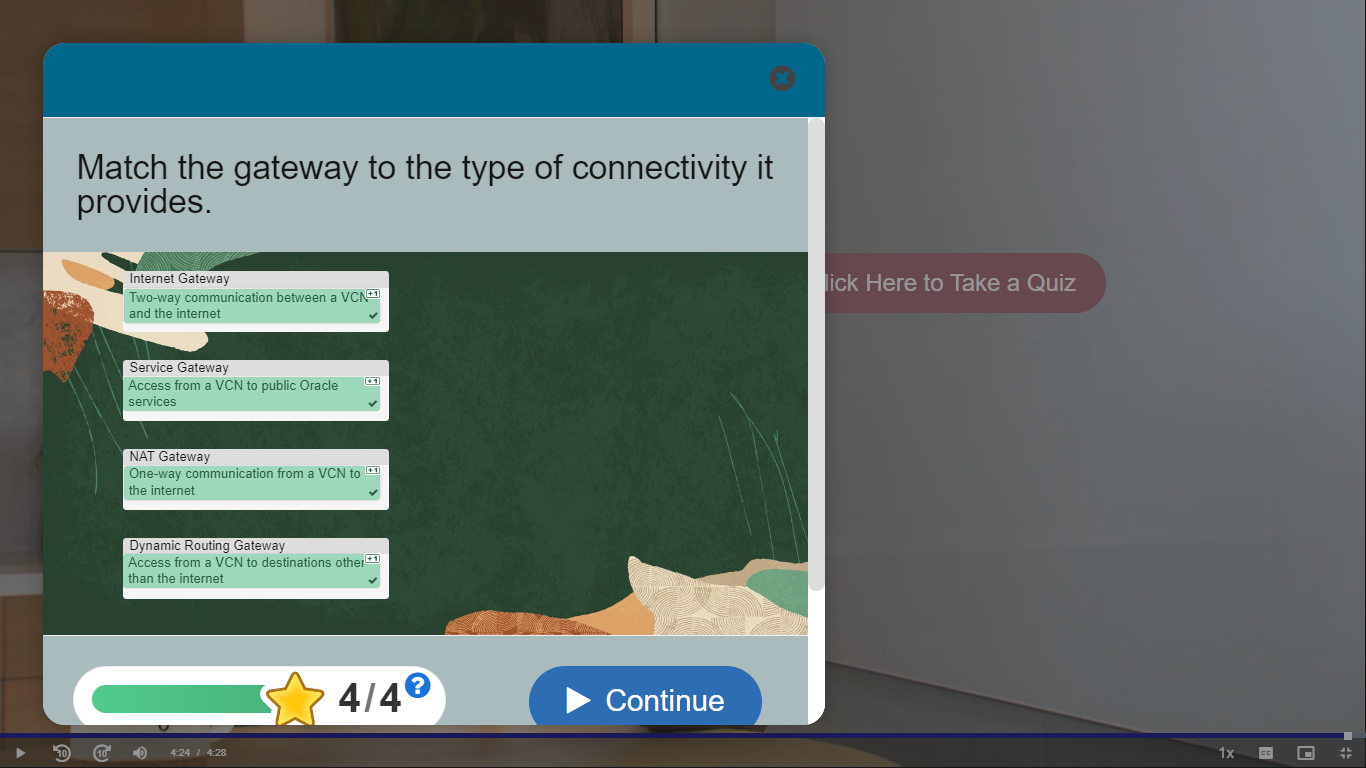 Match the gateway to the type of connectivity it
provides.
lick Here to Take a Quiz
Internet Gateway
Two-way communication between a VCN
+1
and the internet
Service Gateway
Access from a VCN to public Oracle
+1
services
NAT Gateway
One-way communication from a VCN to
+1
the internet
Dynamic Routing Gateway
Access from a VCN to destinations other
+1
than the internet
4/4
?
Continue
10
10
4:24 / 4:28
1x
CC